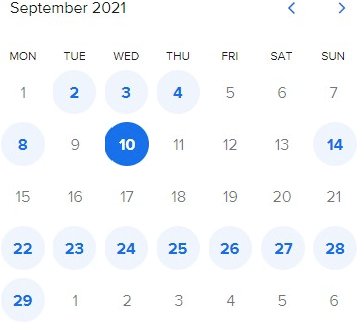 September 2021
MON TUE WED THU FRI SAT SUN
1 2 3 4 5 6 7
8 9 10 11 12 13 14
15 16 17 18 19 20 21
22 23 24 25 26 27 28
29 1 2 3 4 5 6